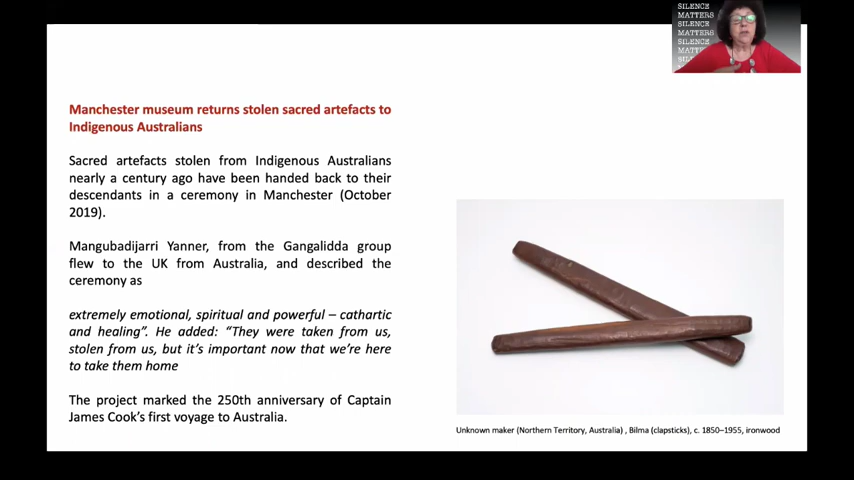 SILENCE
MATTERS
SILENCE
MATTERS
SILENCE
Manchester museum returns stolen sacred artefacts to
Indigenous Australians
Sacred artefacts stolen from Indigenous Australians
nearly a century ago have been handed back to their
descendants in a ceremony in Manchester (October
2019).
Mangubadijarri Yanner, from the Gangalidda group
flew to the UK from Australia, and described the
ceremony as
extremely emotional, spiritual and powerful – cathartic
and healing”. He added: “They were taken from us,
stolen from us, but it’s important now that we’re here
to take them home
The project marked the 250th anniversary of Captain
James Cook’s first voyage to Australia.
Unknown maker (Northern Territory, Australia) , Bilma (clapsticks), c. 1850–1955, ironwood